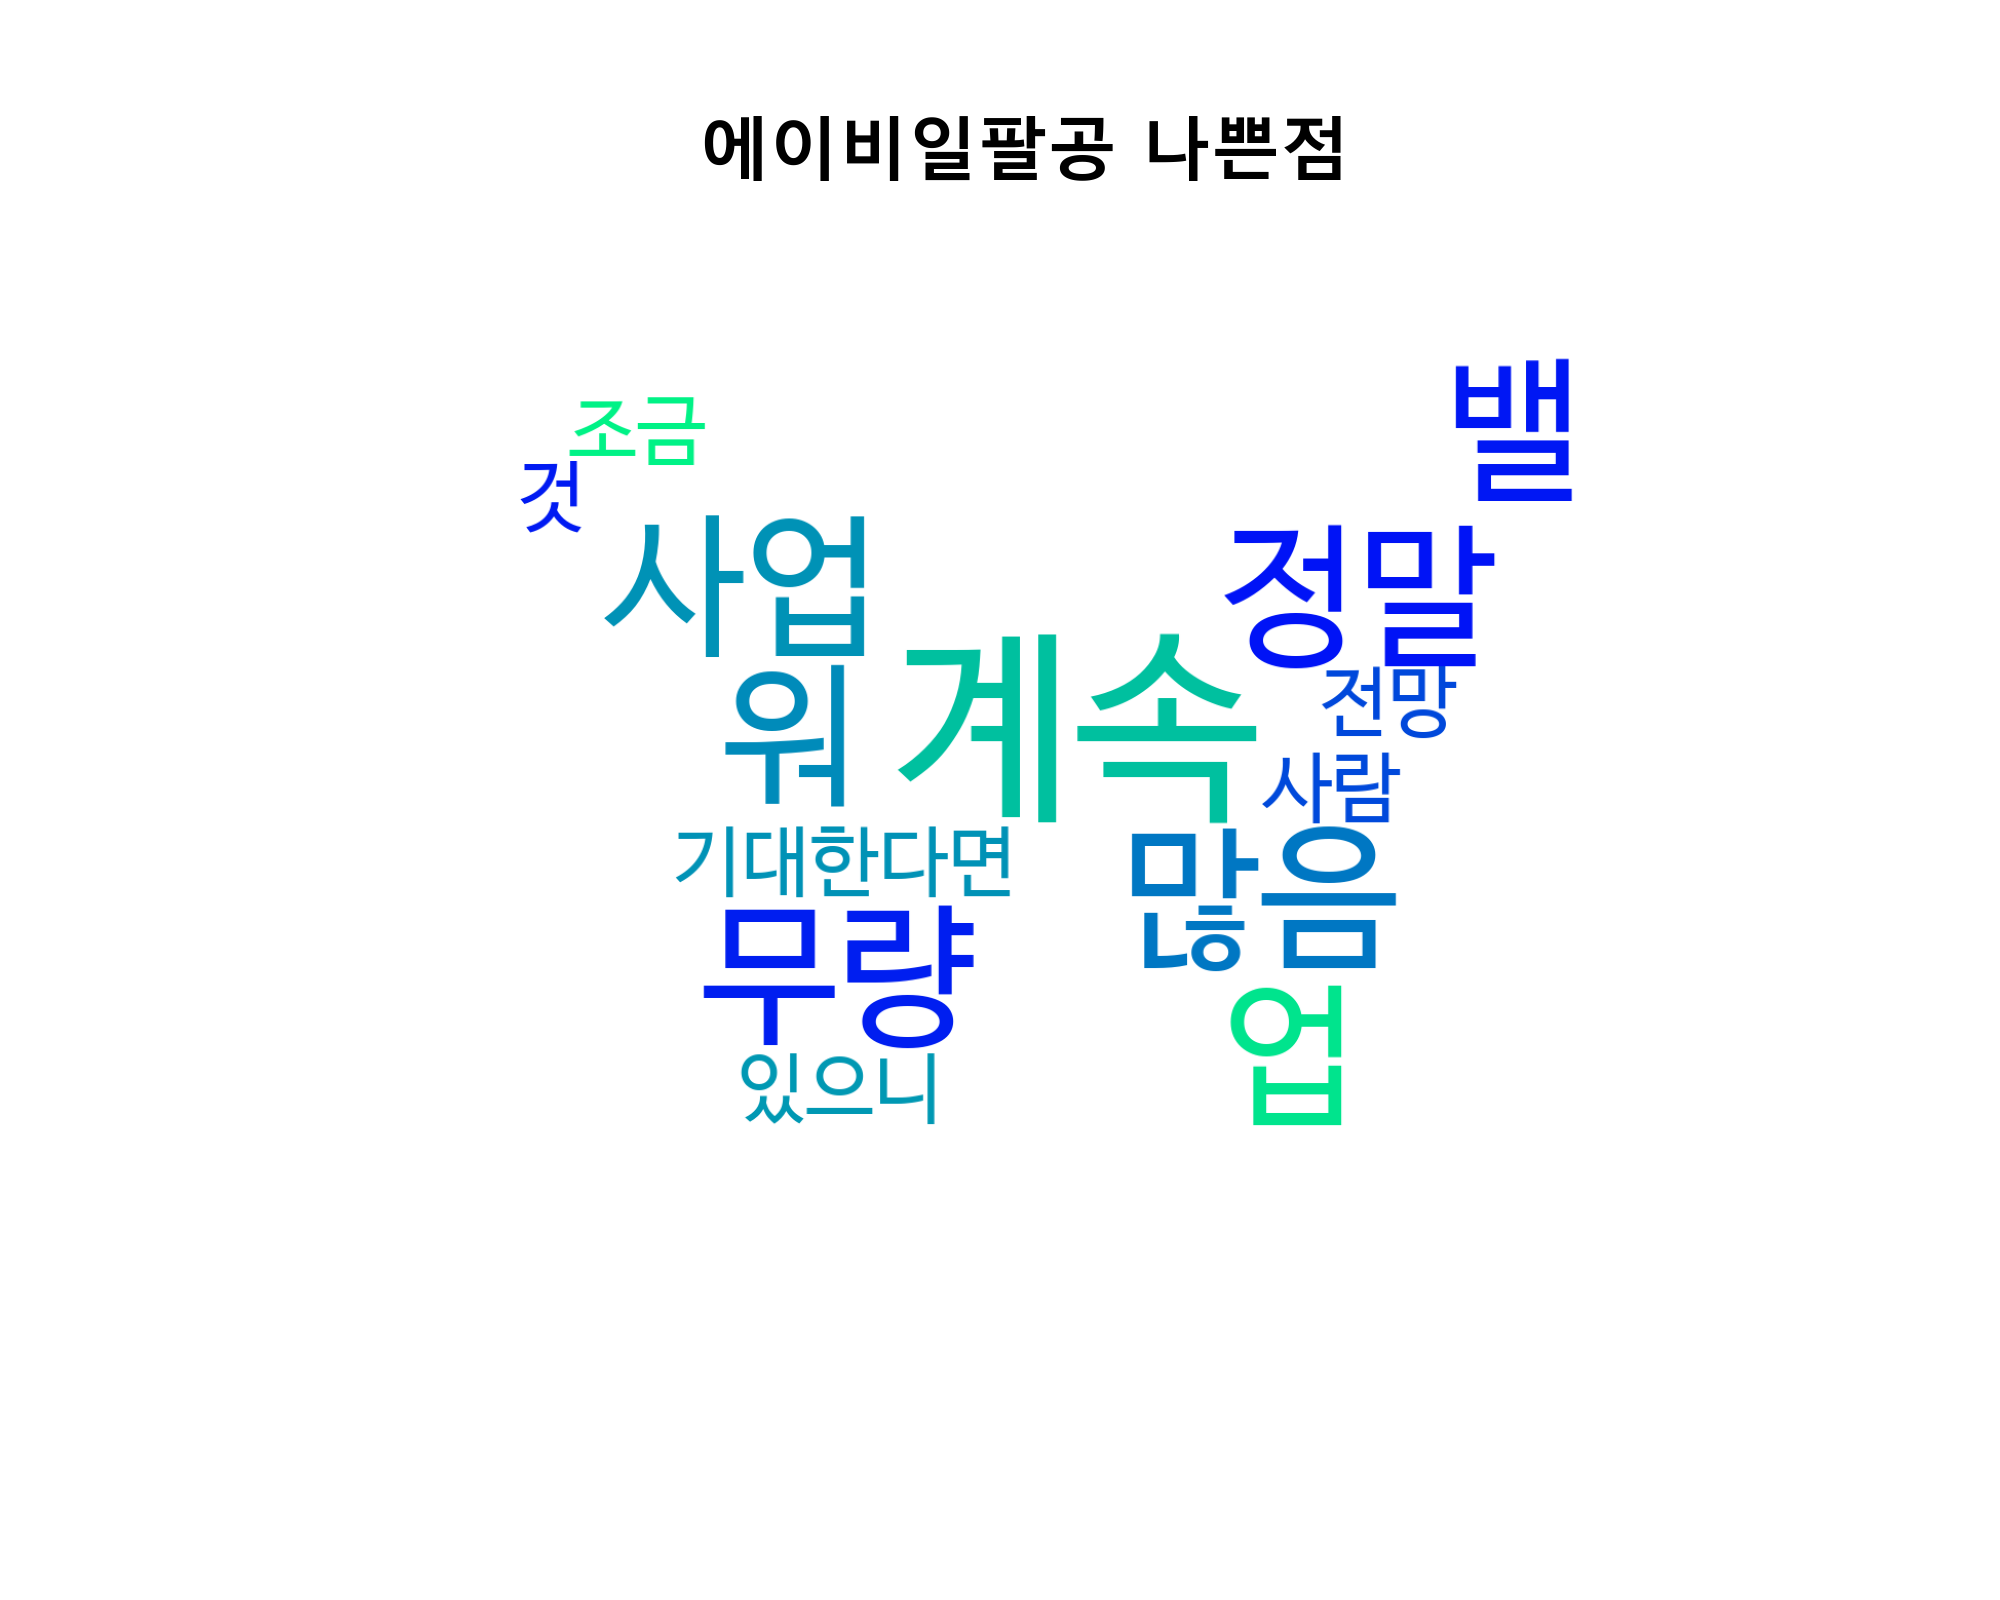 에이비일팔공 나쁜점
뱰
조금
것
사업
정말
워
계속
전망
사람
기대한다면
많음
무량
업
있으니